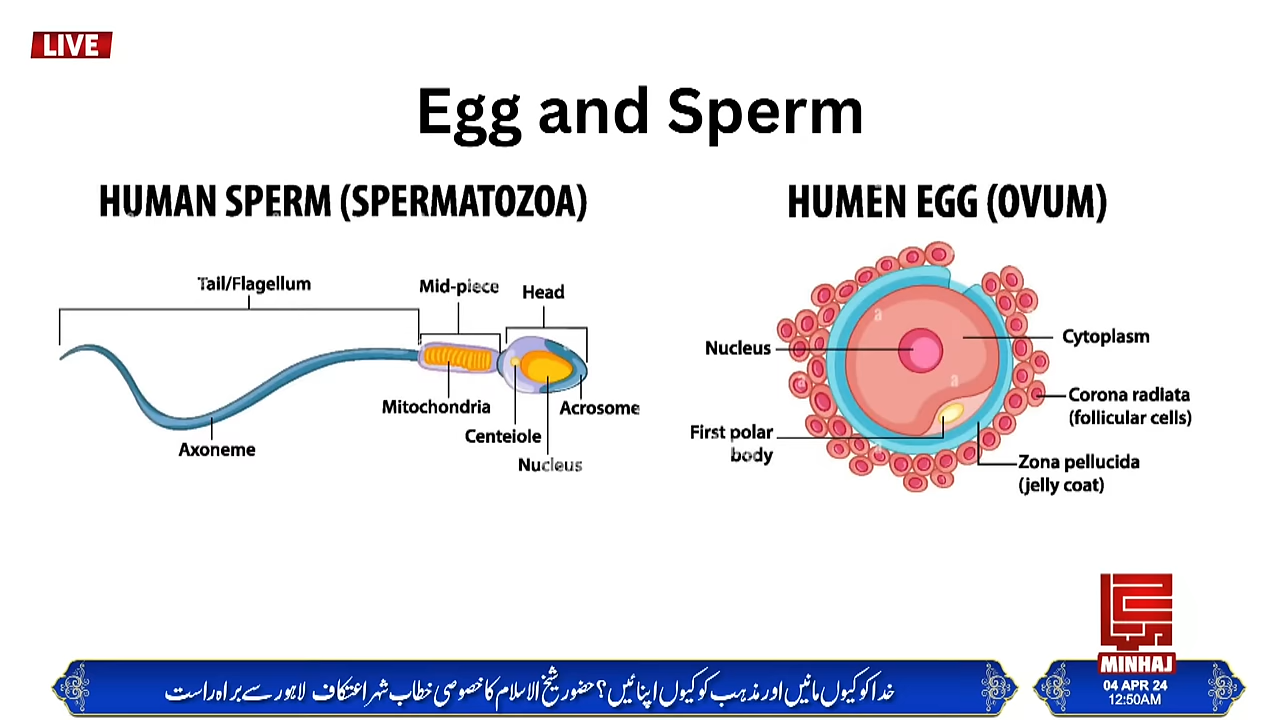 LIVE
Egg and Sperm
HUMAN SPERM (SPERMATOZOA)
Tail/Flagellum
Mid-piece
Head
Mitochondria
Acrosome
Centeiole
Axoneme
Nucleus
HUMEN EGG (OVUM)
Nucleus
Cytoplasm
Corona radiata
(follicular cells)
First polar
body
Zona pellucida
(jelly coat)
MINHAJ
خدا کو کیوں مانیں اور مذہب کو کیوں اپنائیں؟ حضور شیخ الاسلام کا خصوصی خطاب شہر اعتکاف لاہور سے براہ راست
04 APR 24
12:50AM